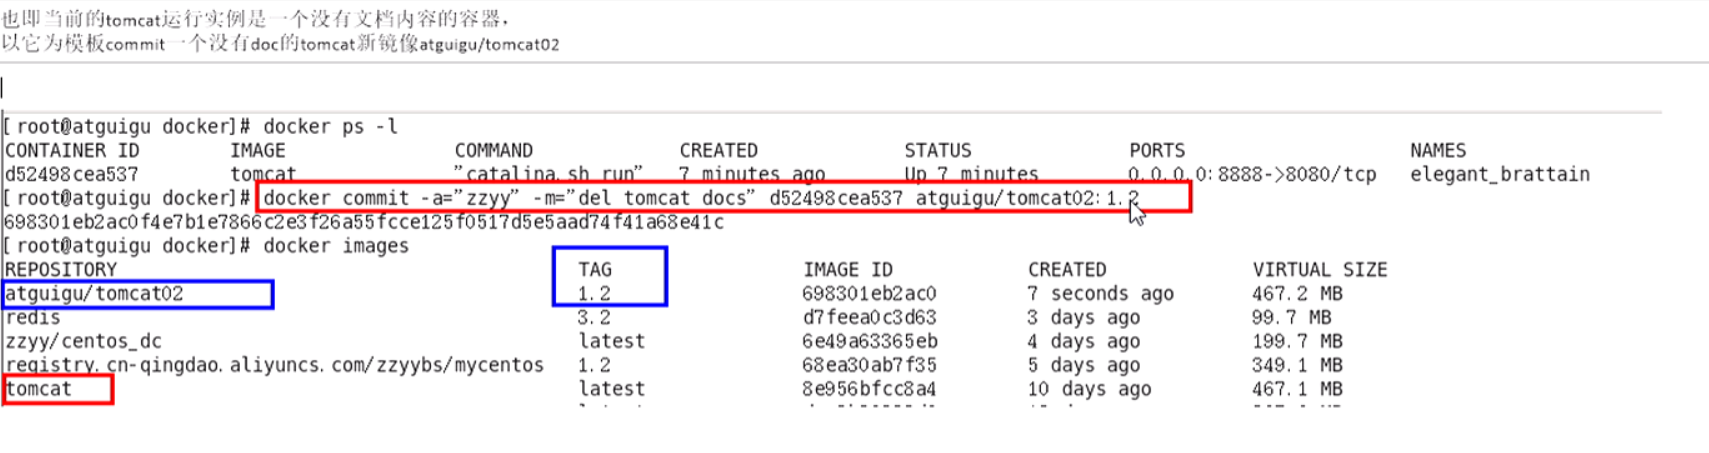 也即当前的tomcat运行实例是一个没有文档内容的容器，
以它为模板commit一个没有doc的tomcat新镜像atguigu/tomcat02
[root@atguigu docker]# docker ps -l
CONTAINER ID IMAGE COMMAND CREATED STATUS PORTS NAMES
d52498cea537 tomcat "catalina.sh run" 7 minutes ago Up 7 minutes 0.0.0.0:8888->8080/tcp elegant_brattain
[root@atguigu docker]# docker commit -a="zzyy" -m="del tomcat docs" d52498cea537 atguigu/tomcat02:1.2
698301eb2ac0f4e7b1e7866c2e3f26a55fcce125f0517d5e5aad74f41a68e41c
[root@atguigu docker]# docker images
REPOSITORY TAG IMAGE ID CREATED VIRTUAL SIZE
atguigu/tomcat02 1.2 698301eb2ac0 7 seconds ago 467.2 MB
redis 3.2 d7feea0c3d63 3 days ago 99.7 MB
zzyy/centos_dc latest 6e49a63365eb 4 days ago 199.7 MB
registry.cn-qingdao.aliyuncs.com/zzyybs/mycentos 1.2 68ea30ab7f35 5 days ago 349.1 MB
tomcat latest 8e956bfcc8a4 10 days ago 467.1 MB